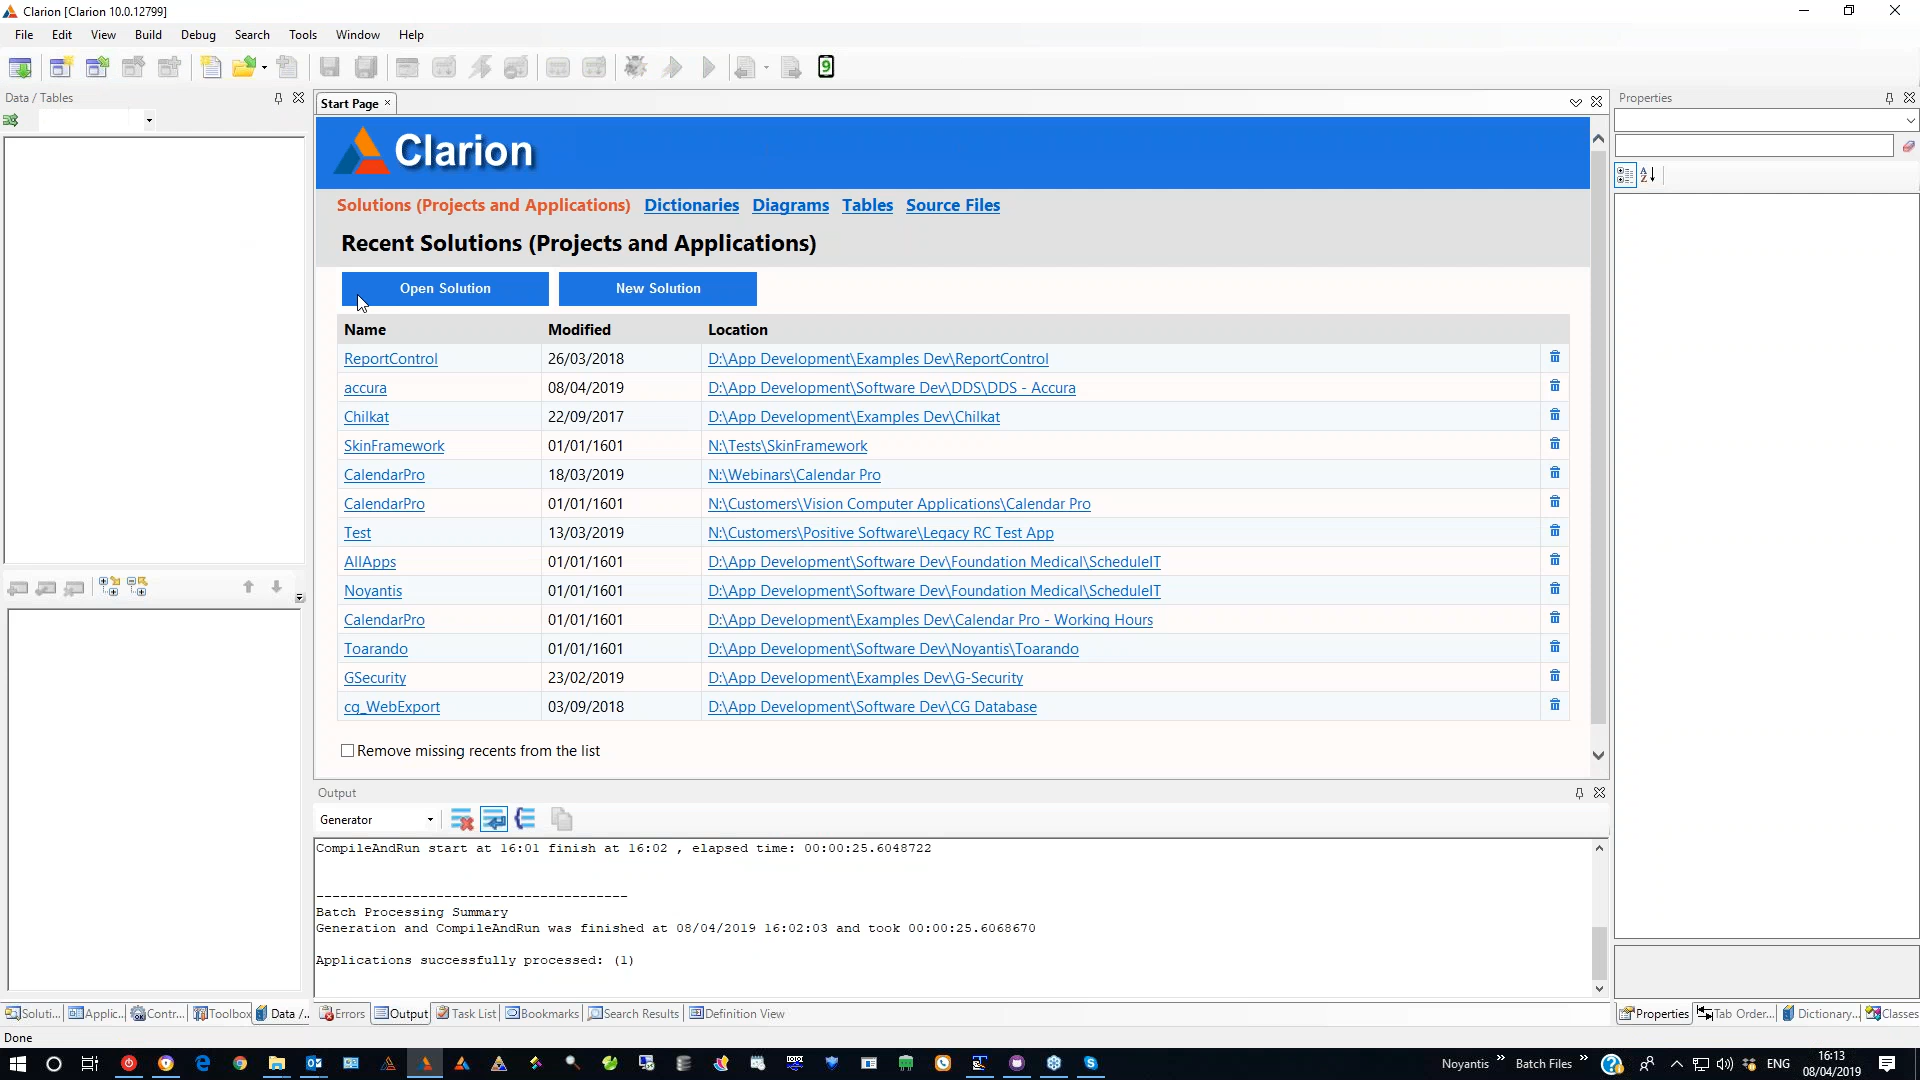 Clarion [Clarion 10.0.12799]
File Edit View Build Debug Search Tools Window Help
Data / Tables
Start Page
Properties
Clarion
Solutions (Projects and Applications) Dictionaries Diagrams Tables Source Files
Recent Solutions (Projects and Applications)
Open Solution New Solution
Name Modified Location
ReportControl 26/03/2018 D:\App Development\Examples Dev\ReportControl
accura 08/04/2019 D:\App Development\Software Dev\DDS\DDS - Accura
Chilkat 22/09/2017 D:\App Development\Examples Dev\Chilkat
SkinFramework 01/01/1601 N:\Tests\SkinFramework
CalendarPro 18/03/2019 N:\Webinars\Calendar Pro
CalendarPro 01/01/1601 N:\Customers\Vision Computer Applications\Calendar Pro
Test 13/03/2019 N:\Customers\Positive Software\Legacy RC Test App
AllApps 01/01/1601 D:\App Development\Software Dev\Foundation Medical\ScheduleIT
Noyantis 01/01/1601 D:\App Development\Software Dev\Foundation Medical\ScheduleIT
CalendarPro 01/01/1601 D:\App Development\Examples Dev\Calendar Pro - Working Hours
Toarando 01/01/1601 D:\App Development\Software Dev\Noyantis\Toarando
GSecurity 23/02/2019 D:\App Development\Examples Dev\G-Security
cg_WebExport 03/09/2018 D:\App Development\Software Dev\CG Database
Remove missing recents from the list
Output
Generator
CompileAndRun start at 16:01 finish at 16:02 , elapsed time: 00:00:25.6048722
---------------------------------------
Batch Processing Summary
Generation and CompileAndRun was finished at 08/04/2019 16:02:03 and took 00:00:25.6068670
Applications successfully processed: (1)
Soluti... Applic... Contr... Toolbox Data /.. Errors Output Task List Bookmarks Search Results Definition View Properties Tab Order... Dictionary... Classes
Done
Noyantis Batch Files ENG 16:13
08/04/2019